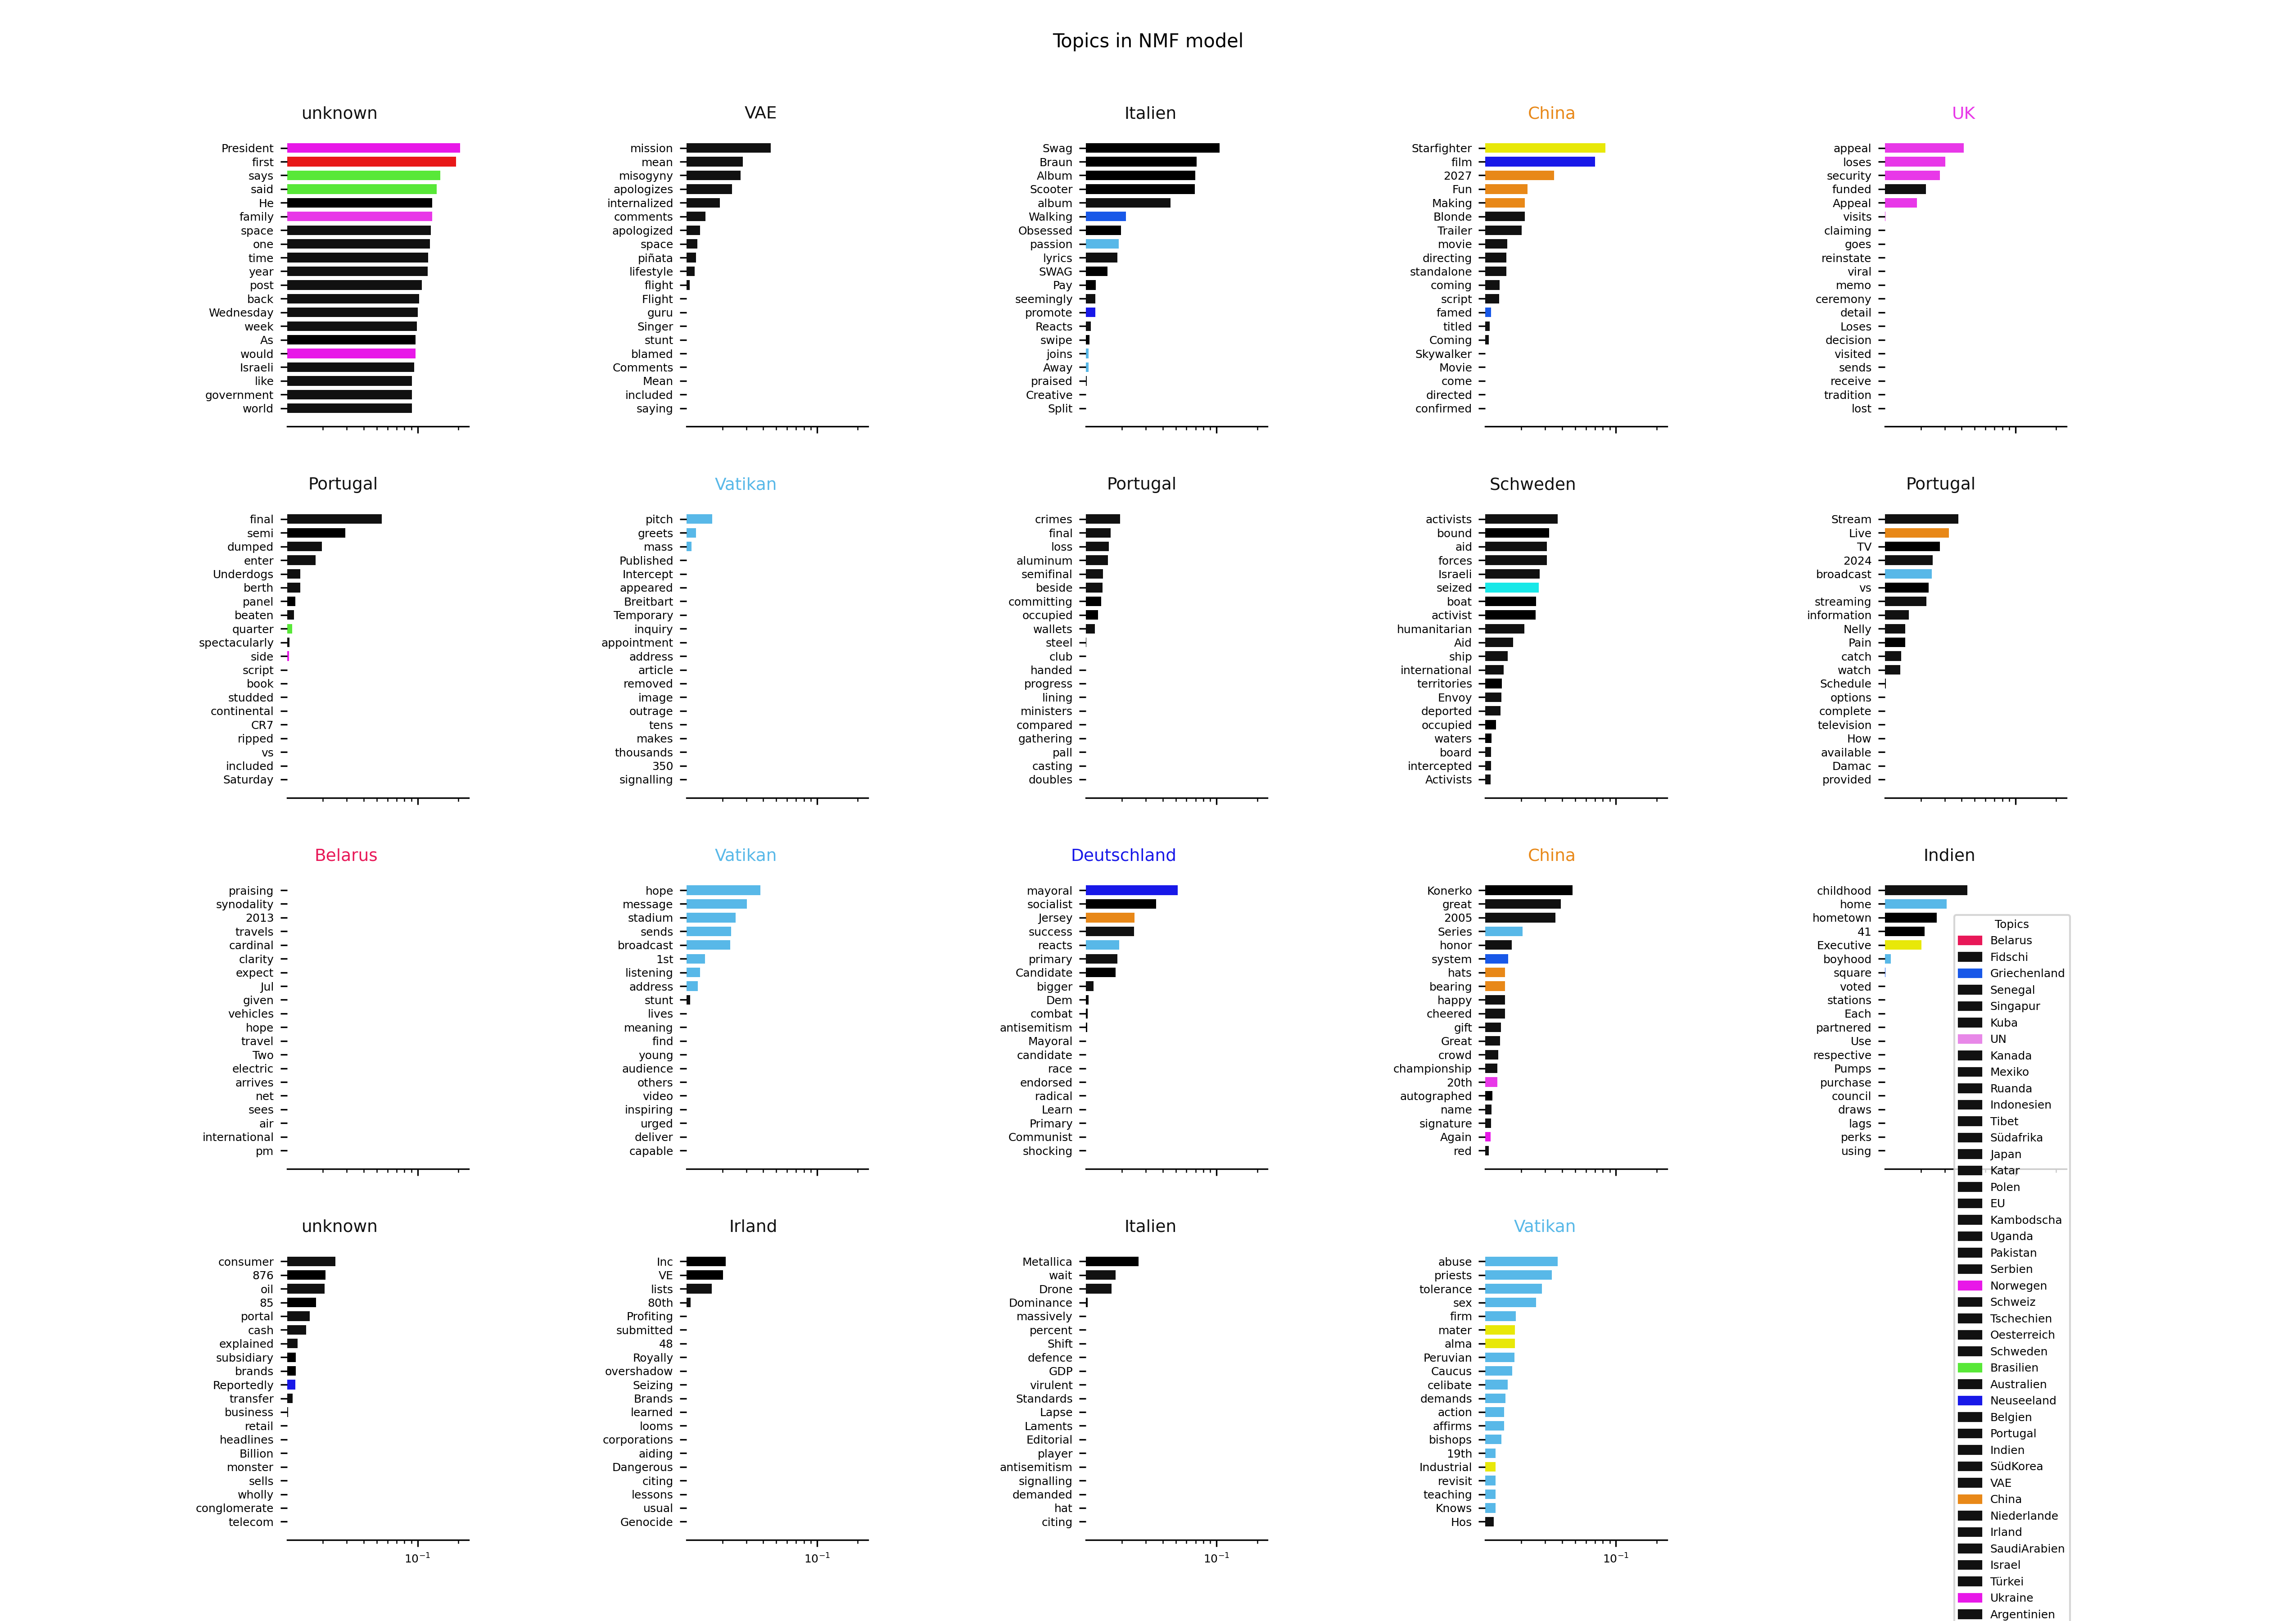 Topics in NMF model
unknown
President
first
says
said
He
family
space
one
time
year
post
back
Wednesday
week
As
would
Israeli
like
government
world
VAE
mission
mean
misogyny
apologizes
internalized
comments
apologized
space
piñata
lifestyle
flight
Flight
guru
Singer
stunt
blamed
Comments
Mean
included
saying
Italien
Swag
Braun
Album
Scooter
album
Walking
Obsessed
passion
lyrics
SWAG
Pay
seemingly
promote
Reacts
swipe
joins
Away
praised
Creative
Split
China
Starfighter
film
2027
Fun
Making
Blonde
Trailer
movie
directing
standalone
coming
script
famed
titled
Coming
Skywalker
Movie
come
directed
confirmed
UK
appeal
loses
security
funded
Appeal
visits
claiming
goes
reinstate
viral
memo
ceremony
detail
Loses
decision
visited
sends
receive
tradition
lost
Portugal
final
semi
dumped
enter
Underdogs
berth
panel
beaten
quarter
spectacularly
side
script
book
studded
continental
CR7
ripped
vs
included
Saturday
Vatikan
pitch
greets
mass
Published
Intercept
appeared
Breitbart
Temporary
inquiry
appointment
address
article
removed
image
outrage
tens
makes
thousands
350
signalling
Portugal
crimes
final
loss
aluminum
semifinal
beside
committing
occupied
wallets
steel
club
handed
progress
lining
ministers
compared
gathering
pall
casting
doubles
Schweden
activists
bound
aid
forces
Israeli
seized
boat
activist
humanitarian
Aid
ship
international
territories
Envoy
deported
occupied
waters
board
intercepted
Activists
Portugal
Stream
Live
TV
2024
broadcast
vs
streaming
information
Nelly
Pain
catch
watch
Schedule
options
complete
television
How
available
Damac
provided
Belarus
praising
synodality
2013
travels
cardinal
clarity
expect
Jul
given
vehicles
hope
travel
Two
electric
arrives
net
sees
air
international
pm
Vatikan
hope
message
stadium
sends
broadcast
1st
listening
address
stunt
lives
meaning
find
young
audience
others
video
inspiring
urged
deliver
capable
Deutschland
mayoral
socialist
Jersey
success
reacts
primary
Candidate
bigger
Dem
combat
antisemitism
Mayoral
candidate
race
endorsed
radical
Learn
Primary
Communist
shocking
China
Konerko
great
2005
Series
honor
system
hats
bearing
happy
cheered
gift
Great
crowd
championship
20th
autographed
name
signature
Again
red
Indien
childhood
home
hometown
41
Executive
boyhood
square
voted
stations
Each
partnered
Use
respective
Pumps
purchase
council
draws
lags
perks
using
unknown
consumer
876
oil
85
portal
cash
explained
subsidiary
brands
Reportedly
transfer
business
retail
headlines
Billion
monster
sells
wholly
conglomerate
telecom
10⁻¹
Irland
Inc
VE
lists
80th
Profiting
submitted
48
Royally
overshadow
Seizing
Brands
learned
looms
corporations
aiding
Dangerous
citing
lessons
usual
Genocide
10⁻¹
Italien
Metallica
wait
Drone
Dominance
massively
percent
Shift
defence
GDP
virulent
Standards
Lapse
Laments
Editorial
player
antisemitism
signalling
demanded
hat
citing
10⁻¹
Vatikan
abuse
priests
tolerance
sex
firm
mater
alma
Peruvian
Caucus
celibate
demands
action
affirms
bishops
19th
Industrial
revisit
teaching
Knows
Hos
10⁻¹
Topics
Belarus
Fidschi
Griechenland
Senegal
Singapur
Kuba
UN
Kanada
Mexiko
Ruanda
Indonesien
Tibet
Südafrika
Japan
Katar
Polen
EU
Kambodscha
Uganda
Pakistan
Serbien
Norwegen
Schweiz
Tschechien
Oesterreich
Schweden
Brasilien
Australien
Neuseeland
Belgien
Portugal
Indien
SüdKorea
VAE
China
Niederlande
Irland
SaudiArabien
Israel
Türkei
Ukraine
Argentinien